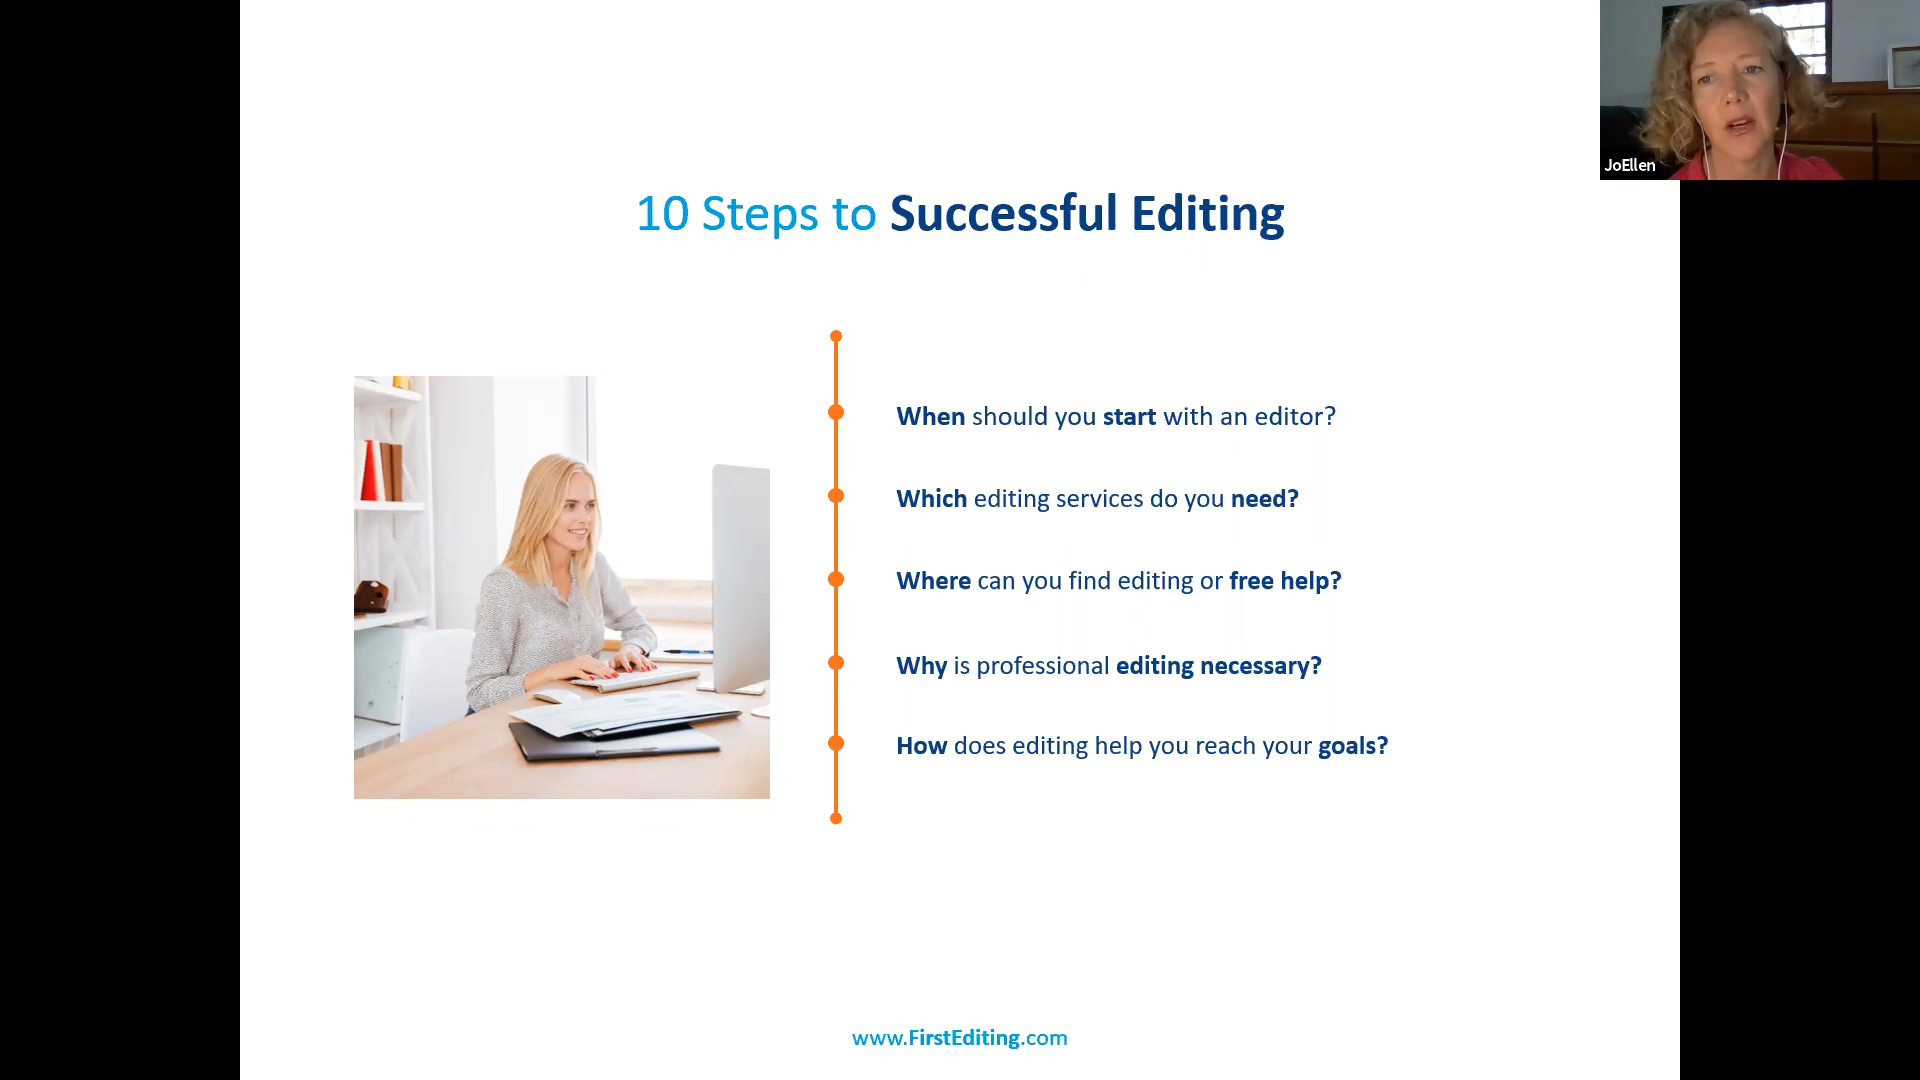 JoEllen
10 Steps to Successful Editing
When should you start with an editor?
Which editing services do you need?
Where can you find editing or free help?
Why is professional editing necessary?
How does editing help you reach your goals?
www.FirstEditing.com